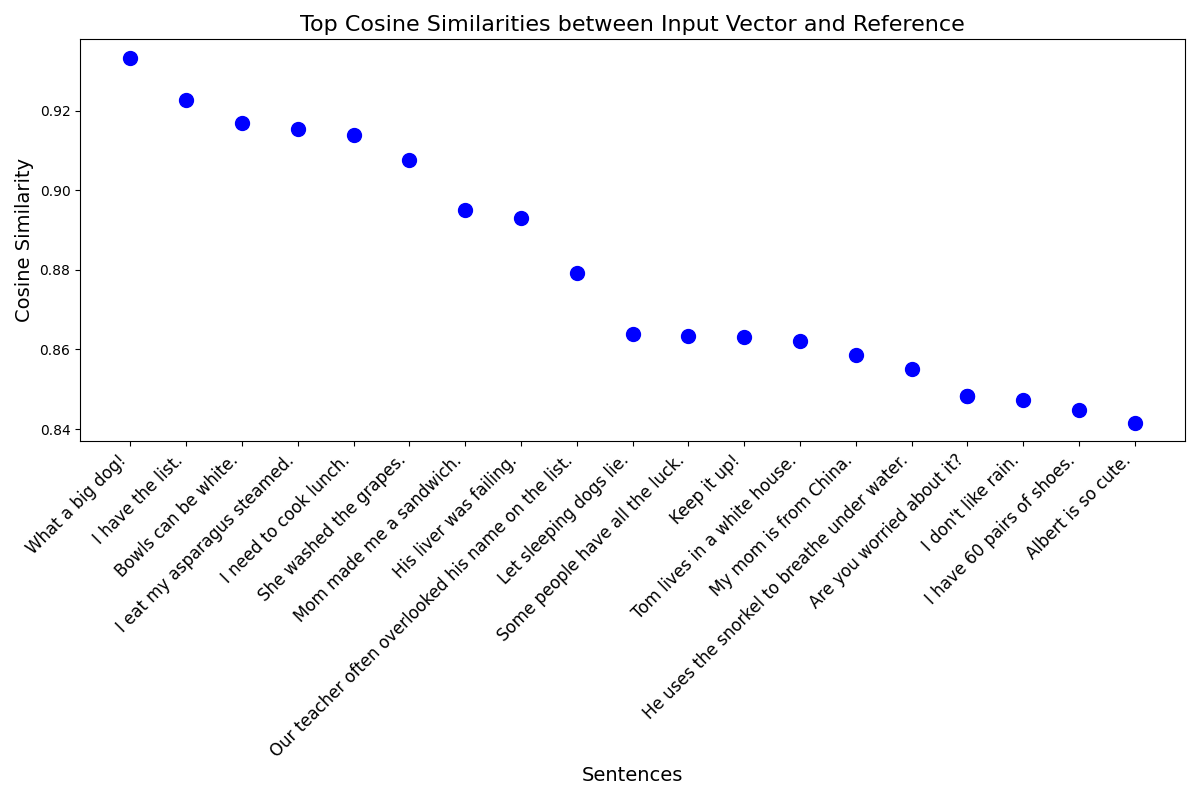 Top Cosine Similarities between Input Vector and Reference
Cosine Similarity
0.92
0.90
0.88
0.86
0.84
What a big dog!
I have the list.
Bowls can be white.
I eat my asparagus steamed.
I need to cook lunch.
She washed the grapes.
Mom made me a sandwich.
His liver was failing.
Our teacher often overlooked his name on the list.
Let sleeping dogs lie.
Some people have all the luck.
Keep it up!
Tom lives in a white house.
My mom is from China.
He uses the snorkel to breathe under water.
Are you worried about it?
I don't like rain.
I have 60 pairs of shoes.
Albert is so cute.
Sentences